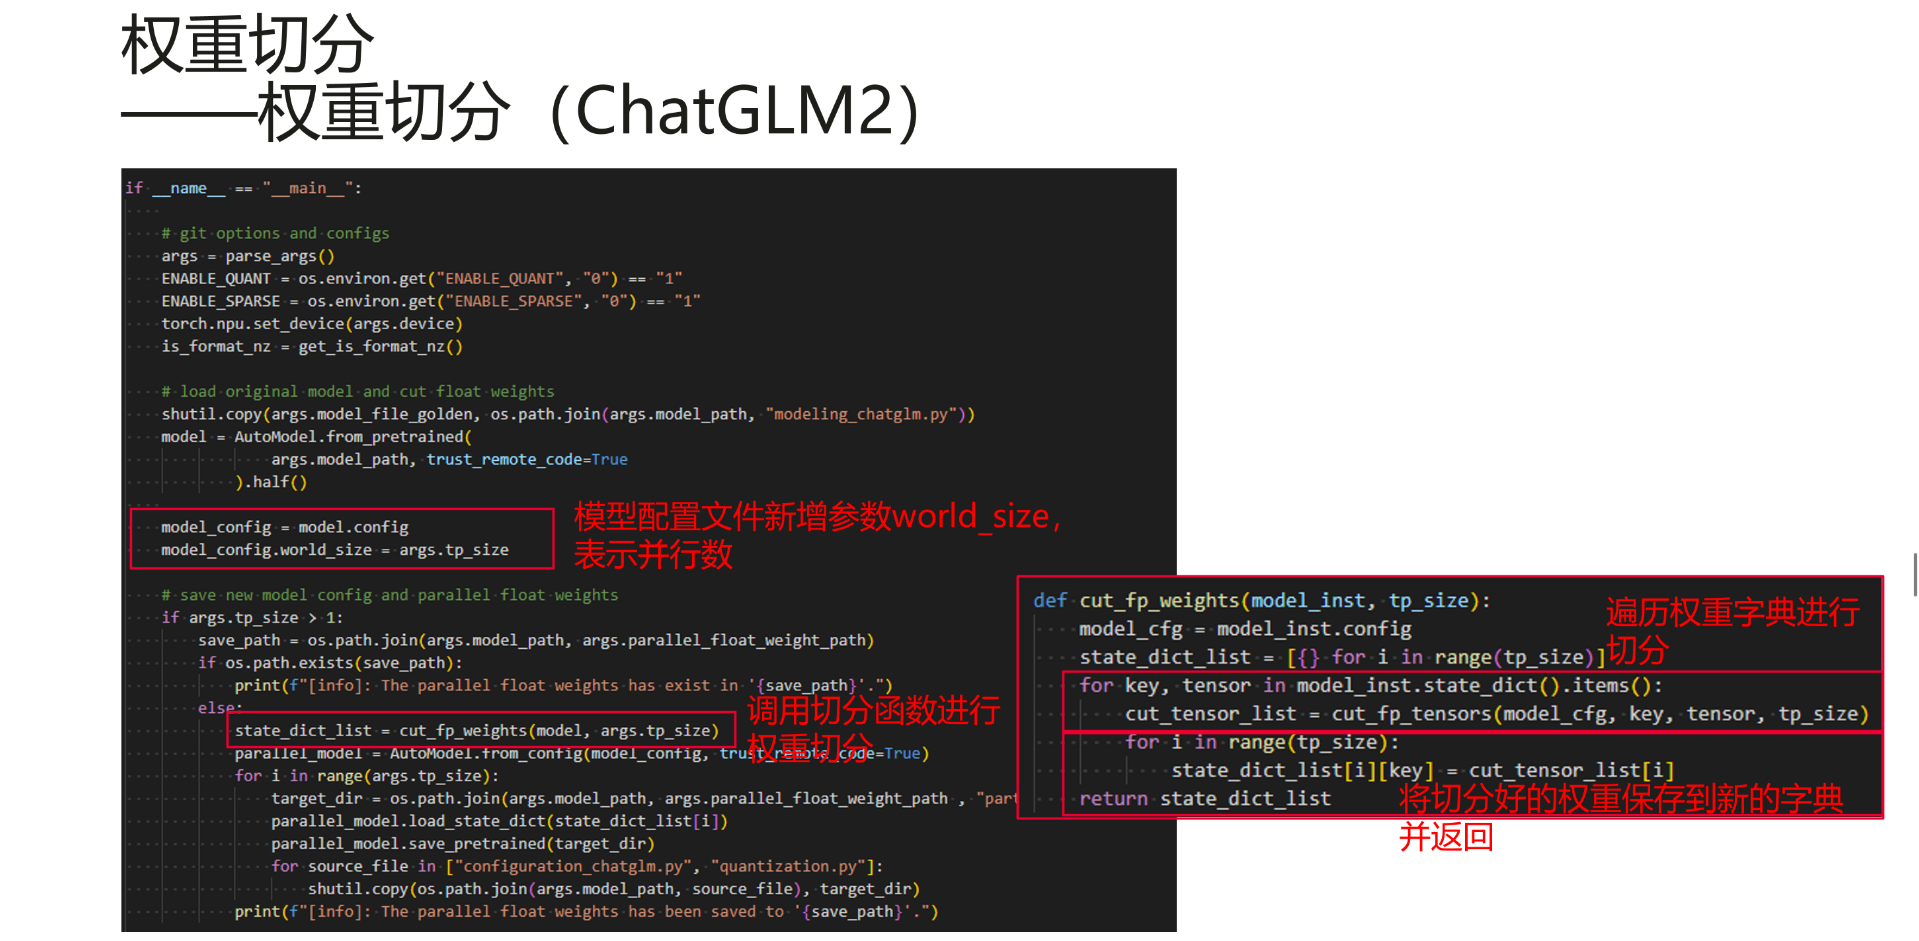 权重切分
——权重切分（ChatGLM2）
if __name__ == "__main__":
# git options and configs
args = parse_args()
ENABLE_QUANT = os.environ.get("ENABLE_QUANT", "0") == "1"
ENABLE_SPARSE = os.environ.get("ENABLE_SPARSE", "0") == "1"
torch.npu.set_device(args.device)
is_format_nz = get_is_format_nz()
# load original model and cut float weights
shutil.copy(args.model_file_golden, os.path.join(args.model_path, "modeling_chatglm.py"))
model = AutoModel.from_pretrained(
args.model_path, trust_remote_code=True
).half()
model_config = model.config
model_config.world_size = args.tp_size
模型配置文件新增参数world_size，
表示并行数
# save new model config and parallel float weights
if args.tp_size > 1:
save_path = os.path.join(args.model_path, args.parallel_float_weight_path)
if os.path.exists(save_path):
print(f"[info]: The parallel float weights has exist in '{save_path}'.")
else:
state_dict_list = cut_fp_weights(model, args.tp_size)
调用切分函数进行
权重切分
parallel_model = AutoModel.from_config(model_config, trust_remote_code=True)
for i in range(args.tp_size):
target_dir = os.path.join(args.model_path, args.parallel_float_weight_path , "part
parallel_model.load_state_dict(state_dict_list[i])
parallel_model.save_pretrained(target_dir)
for source_file in ["configuration_chatglm.py", "quantization.py"]:
shutil.copy(os.path.join(args.model_path, source_file), target_dir)
print(f"[info]: The parallel float weights has been saved to '{save_path}'.")
def cut_fp_weights(model_inst, tp_size):
model_cfg = model_inst.config
state_dict_list = [{} for i in range(tp_size)]
遍历权重字典进行
切分
for key, tensor in model_inst.state_dict().items():
cut_tensor_list = cut_fp_tensors(model_cfg, key, tensor, tp_size)
for i in range(tp_size):
state_dict_list[i][key] = cut_tensor_list[i]
return state_dict_list
将切分好的权重保存到新的字典
并返回